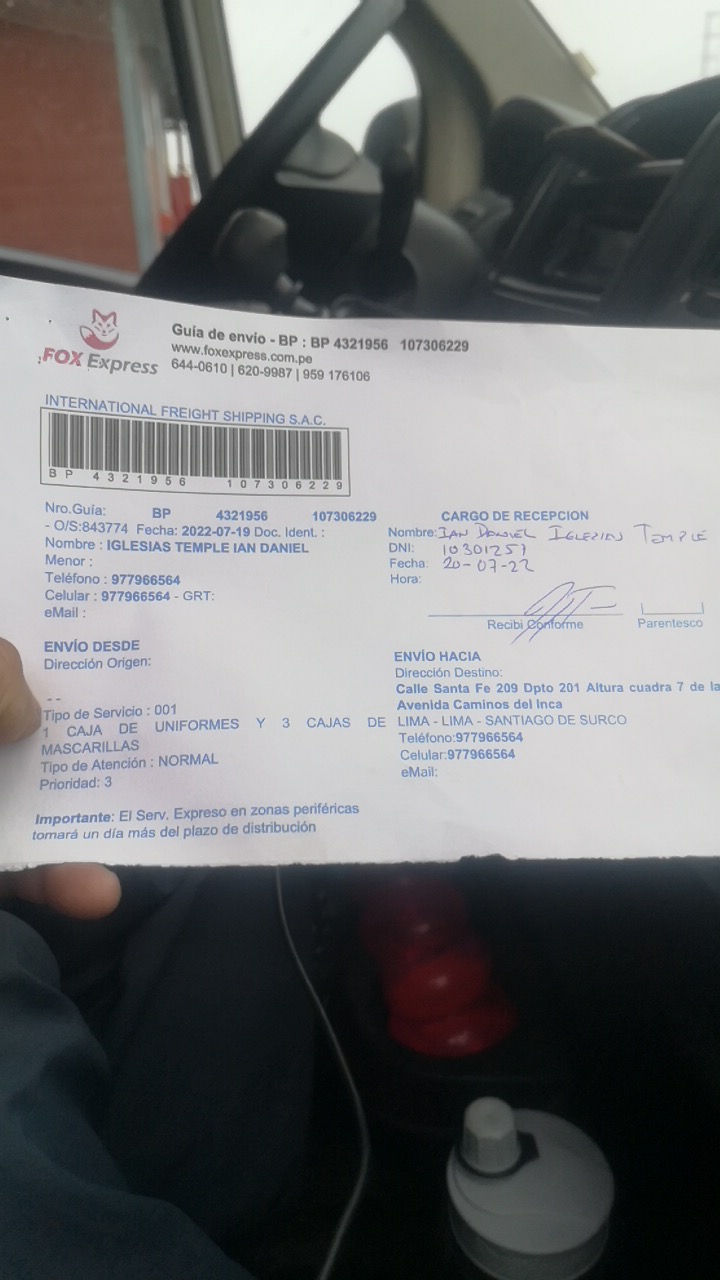 FOX Express
Guía de envío - BP : BP 4321956 107306229
www.foxexpress.com.pe
644-0610 | 620-9987 | 959 176106
INTERNATIONAL FREIGHT SHIPPING S.A.C.
BP 4321956 107306229
Nro.Guía: BP 4321956 107306229
- O/S:843774 Fecha: 2022-07-19 Doc. Ident. :
Nombre : IGLESIAS TEMPLE IAN DANIEL
Menor :
Teléfono : 977966564
Celular : 977966564 - GRT:
eMail :
CARGO DE RECEPCION
Nombre: IAN DANIEL IGLESIAS TEMPLE
DNI: 10301257
Fecha: 20-07-22
Hora:
Recibi Conforme
Parentesco
ENVÍO DESDE
Dirección Origen:
--
Tipo de Servicio : 001
1 CAJA DE UNIFORMES Y 3 CAJAS DE
MASCARILLAS
Tipo de Atención : NORMAL
Prioridad: 3
ENVÍO HACIA
Dirección Destino:
Calle Santa Fe 209 Dpto 201 Altura cuadra 7 de la
Avenida Caminos del Inca
LIMA - LIMA - SANTIAGO DE SURCO
Teléfono:977966564
Celular:977966564
eMail:
Importante: El Serv. Expreso en zonas periféricas
tomará un día más del plazo de distribución